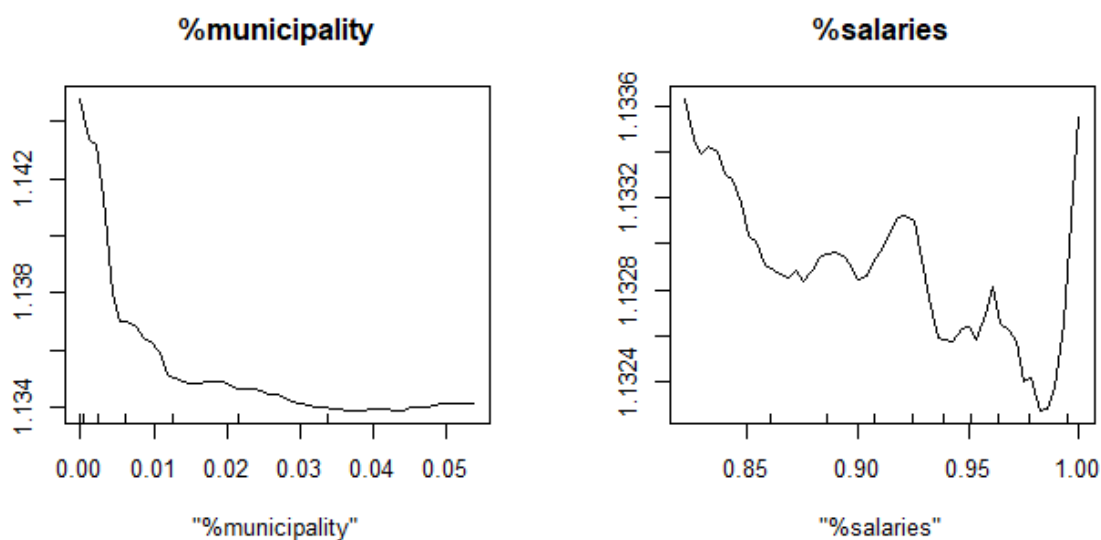 %municipality
1.142
1.138
1.134
0.00 0.01 0.02 0.03 0.04 0.05
"%municipality"
%salaries
1.1336
1.1332
1.1328
1.1324
0.85 0.90 0.95 1.00
"%salaries"